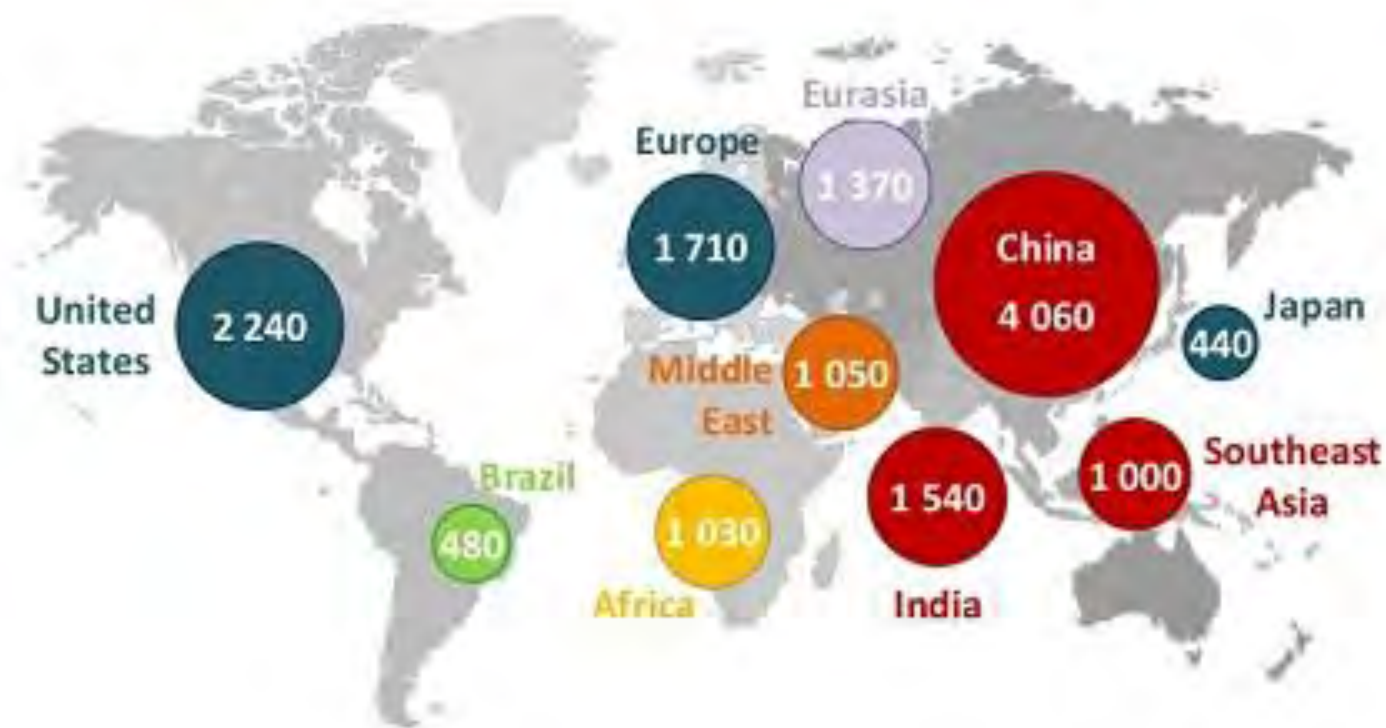 Eurasia
1 370
Europe
1 710
China
4 060
United
States
2 240
Japan
440
Middle
East
1 050
Southeast
Asia
1 000
Brazil
480
Africa
1 030
1 540
India